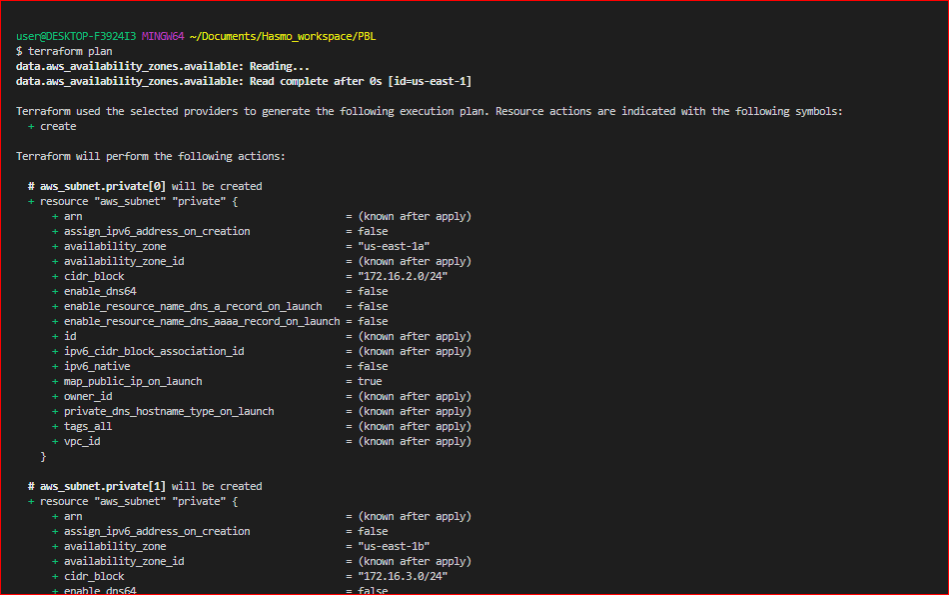 user@DESKTOP-F3924I3 MINGW64 ~/Documents/Hasmo_workspace/PBL
$ terraform plan
data.aws_availability_zones.available: Reading...
data.aws_availability_zones.available: Read complete after 0s [id=us-east-1]
Terraform used the selected providers to generate the following execution plan. Resource actions are indicated with the following symbols:
+ create
Terraform will perform the following actions:
# aws_subnet.private[0] will be created
+ resource "aws_subnet" "private" {
+ arn = (known after apply)
+ assign_ipv6_address_on_creation = false
+ availability_zone = "us-east-1a"
+ availability_zone_id = (known after apply)
+ cidr_block = "172.16.2.0/24"
+ enable_dns64 = false
+ enable_resource_name_dns_a_record_on_launch = false
+ enable_resource_name_dns_aaaa_record_on_launch = false
+ id = (known after apply)
+ ipv6_cidr_block_association_id = (known after apply)
+ ipv6_native = false
+ map_public_ip_on_launch = true
+ owner_id = (known after apply)
+ private_dns_hostname_type_on_launch = (known after apply)
+ tags_all = (known after apply)
+ vpc_id = (known after apply)
}
# aws_subnet.private[1] will be created
+ resource "aws_subnet" "private" {
+ arn = (known after apply)
+ assign_ipv6_address_on_creation = false
+ availability_zone = "us-east-1b"
+ availability_zone_id = (known after apply)
+ cidr_block = "172.16.3.0/24"
+ enable_dns64 = false